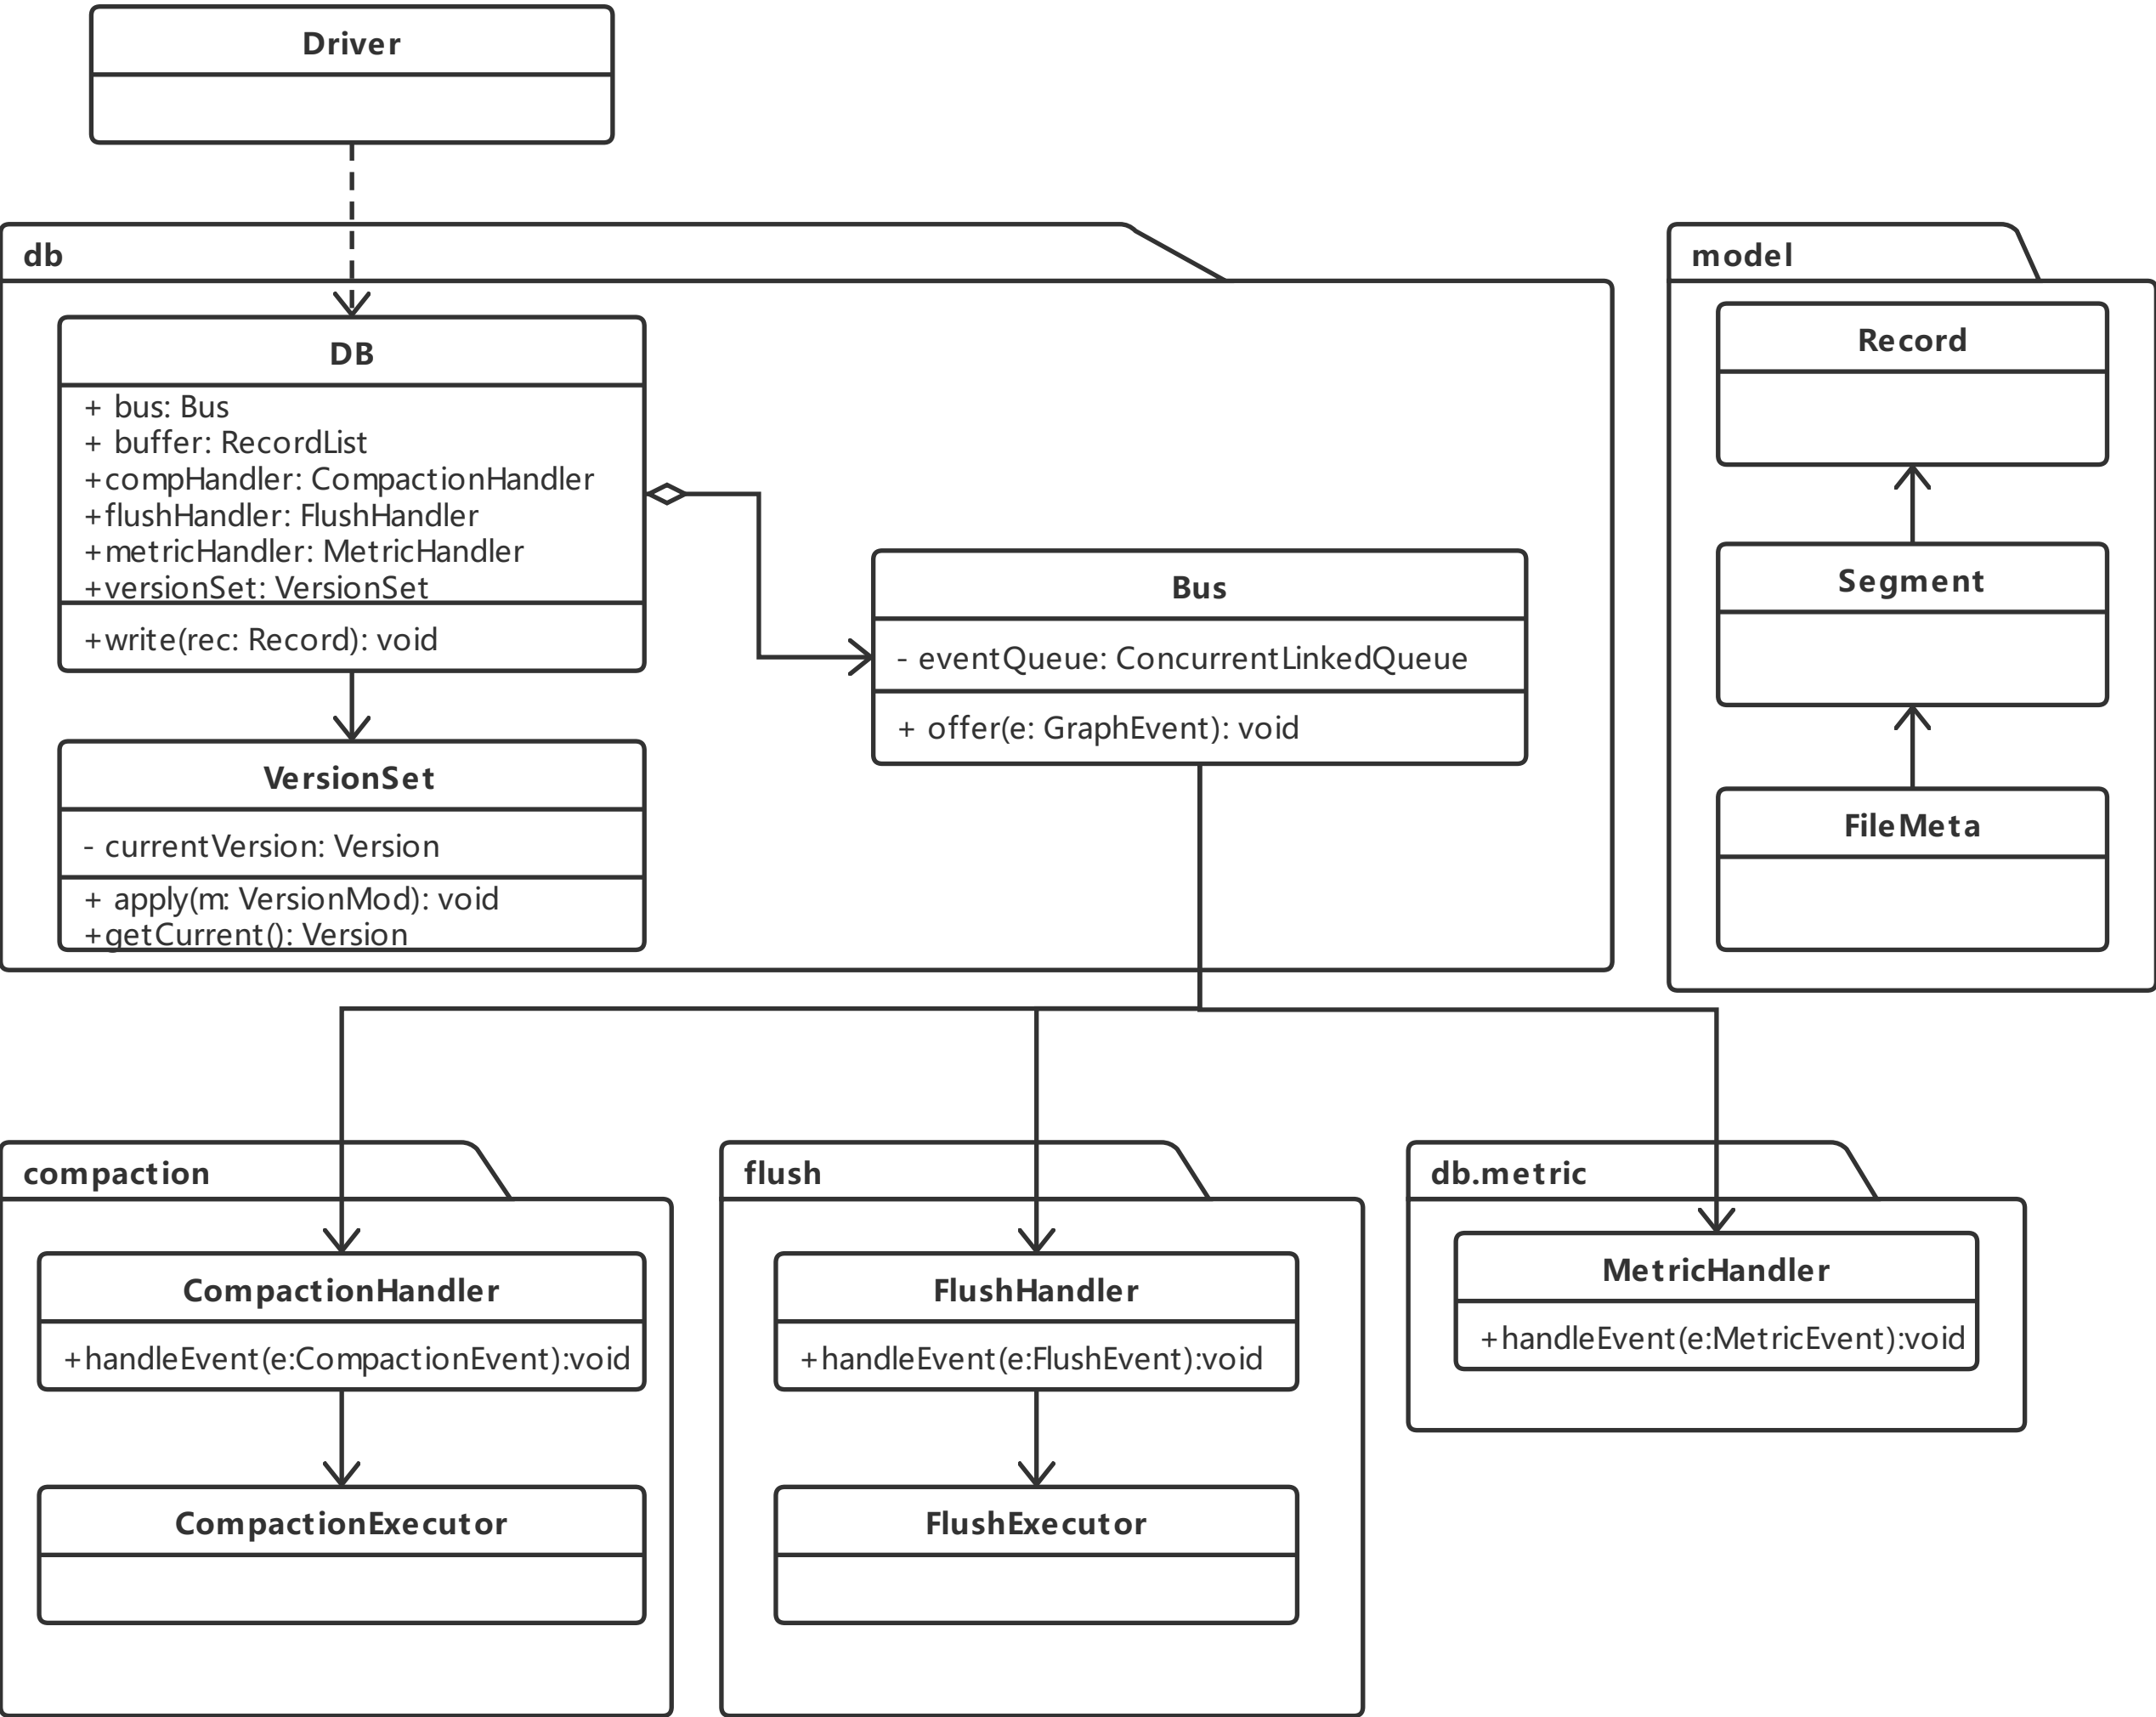 Driver
db
DB
+ bus: Bus
+ buffer: RecordList
+compHandler: CompactionHandler
+flushHandler: FlushHandler
+metricHandler: MetricHandler
+versionSet: VersionSet
+write(rec: Record): void
VersionSet
- currentVersion: Version
+ apply(m: VersionMod): void
+getCurrent(): Version
Bus
- eventQueue: ConcurrentLinkedQueue
+ offer(e: GraphEvent): void
model
Record
Segment
FileMeta
compaction
CompactionHandler
+handleEvent(e:CompactionEvent):void
CompactionExecutor
flush
FlushHandler
+handleEvent(e:FlushEvent):void
FlushExecutor
db.metric
MetricHandler
+handleEvent(e:MetricEvent):void